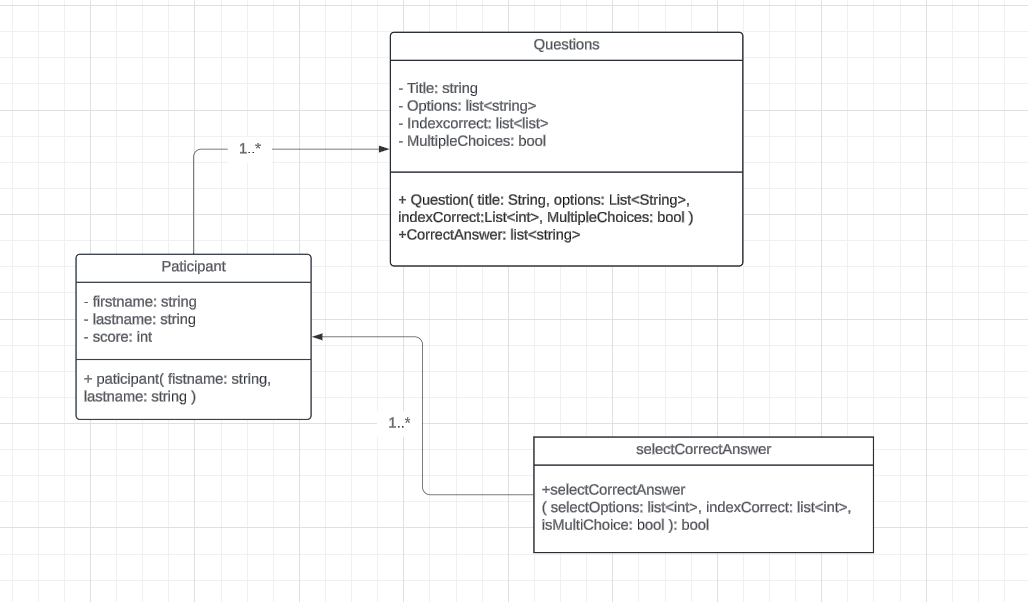 Questions
- Title: string
- Options: list<string>
- Indexcorrect: list<list>
- MultipleChoices: bool
+ Question( title: String, options: List<String>,
indexCorrect:List<int>, MultipleChoices: bool )
+CorrectAnswer: list<string>
1..*
Paticipant
- firstname: string
- lastname: string
- score: int
+ paticipant( fistname: string,
lastname: string )
1..*
selectCorrectAnswer
+selectCorrectAnswer
( selectOptions: list<int>, indexCorrect: list<int>,
isMultiChoice: bool ): bool